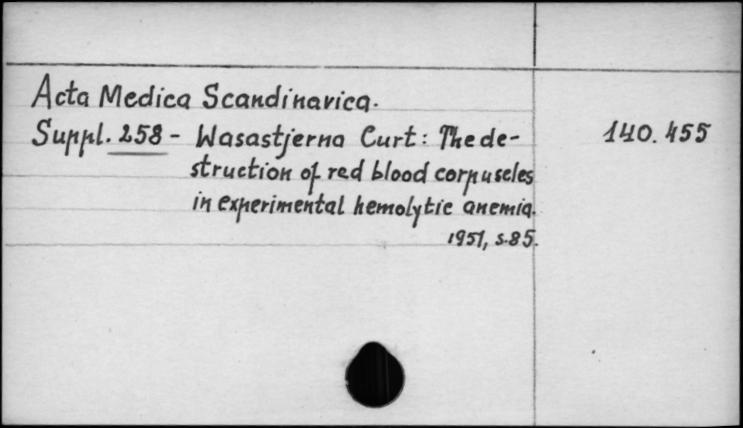 Acta Medica Scandinavica.
Suppl. 258 - Wasastjerna Curt: The de- 140.455
struction of red blood corpuscles
in experimental hemolytic anemia.
1951, s.85.